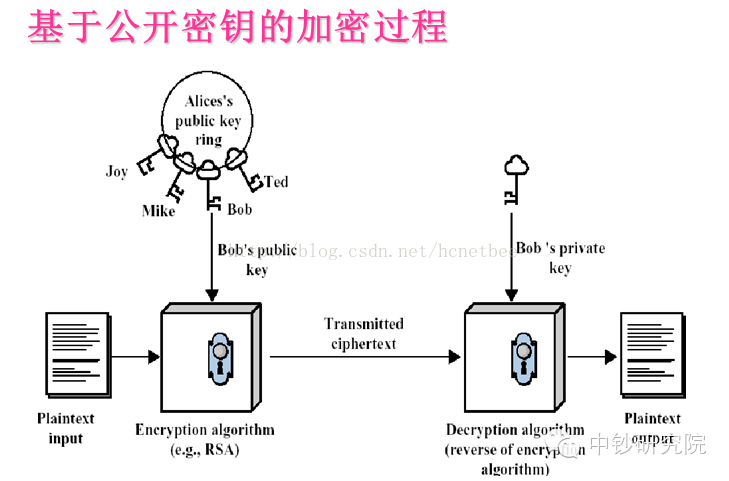 基于公开密钥的加密过程
Alices's
public key
ring
Joy
Mike
Bob
Ted
http://blog.csdn.net/hcnetbee
Bob's public
key
Bob 's private
key
Transmitted
ciphertext
Plaintext
input
Encryption algorithm
(e.g., RSA)
Decryption algorithm
(reverse of encryption
algorithm)
Plaintext
output
中钞研究院